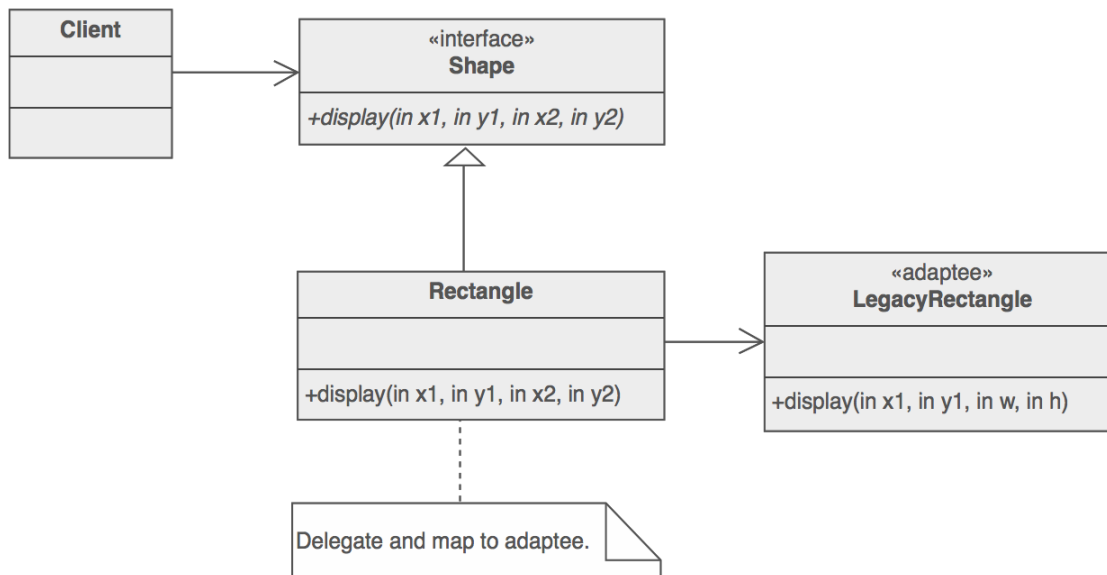 Client
«interface»
Shape
+display(in x1, in y1, in x2, in y2)
Rectangle
+display(in x1, in y1, in x2, in y2)
«adaptee»
LegacyRectangle
+display(in x1, in y1, in w, in h)
Delegate and map to adaptee.